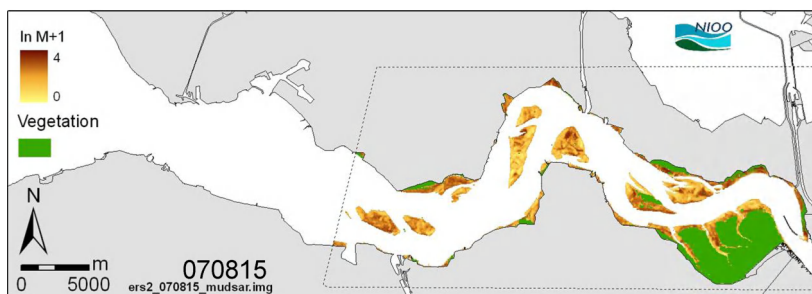 ln M+1
4
0
Vegetation
NIOO
N
m
0 5000
070815
ers2_070815_mudsar.img